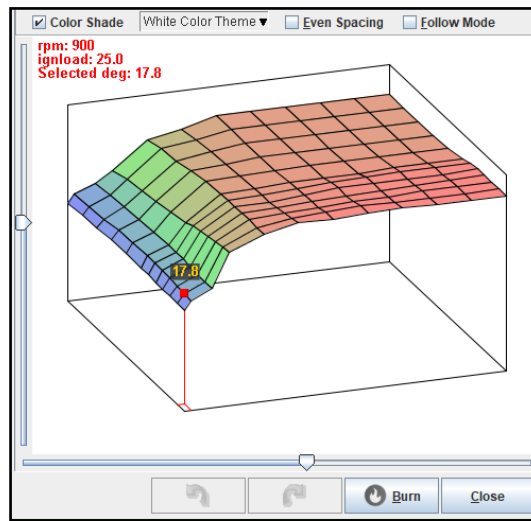 Color Shade White Color Theme Even Spacing Follow Mode
rpm: 900
ignload: 25.0
Selected deg: 17.8
17.8
Burn Close